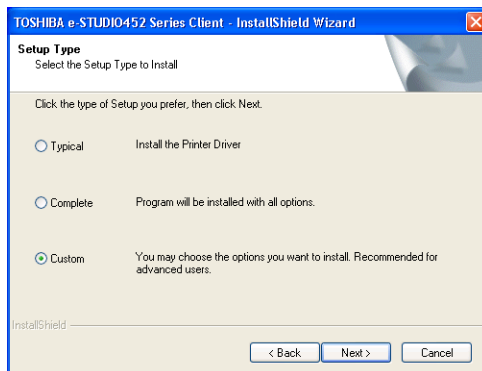 TOSHIBA e-STUDIO452 Series Client - InstallShield Wizard
Setup Type
Select the Setup Type to Install
Click the type of Setup you prefer, then click Next.
Typical Install the Printer Driver
Complete Program will be installed with all options.
Custom You may choose the options you want to install. Recommended for
advanced users.
InstallShield
< Back Next > Cancel